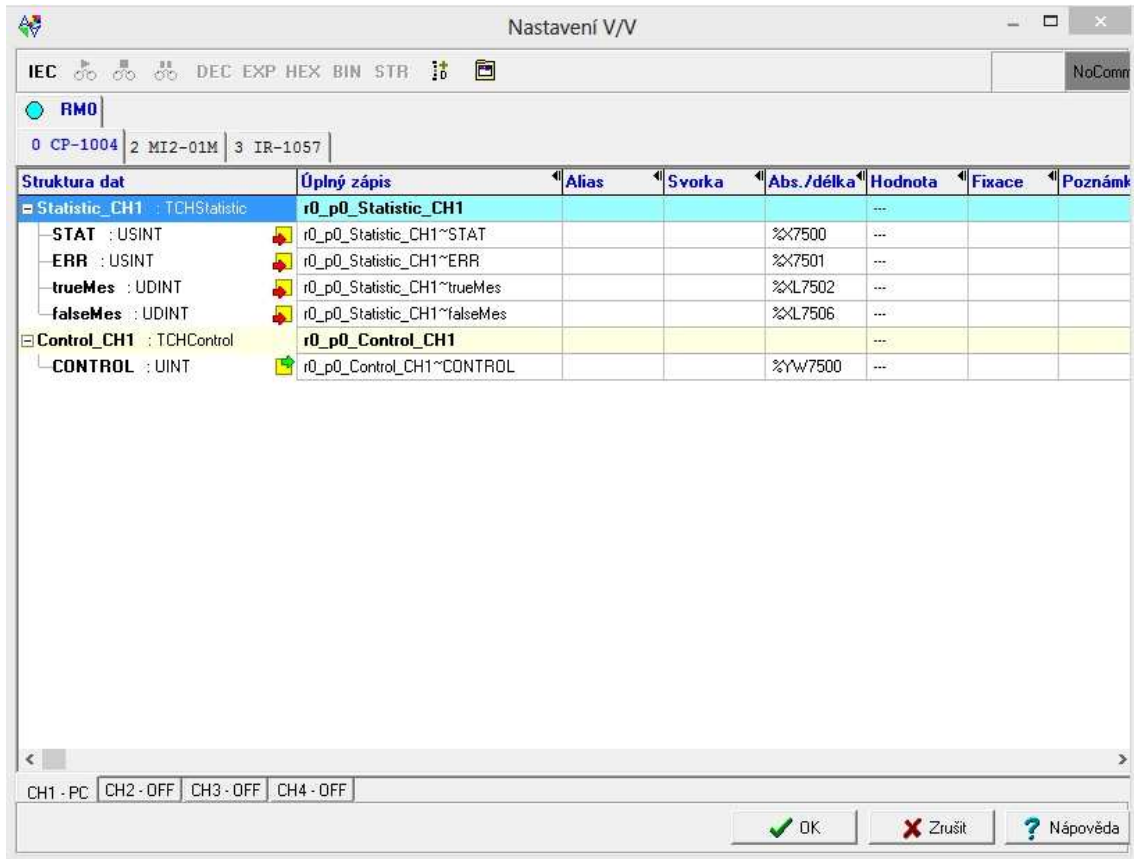 Nastavení V/V
IEC DEC EXP HEX BIN STR
RM0
0 CP-1004 2 MI2-01M 3 IR-1057
Struktura dat Úplný zápis Alias Svorka Abs./délka Hodnota Fixace
Statistic_CH1 : TCHStatistic r0_p0_Statistic_CH1 ---
STAT : USINT r0_p0_Statistic_CH1~STAT %X7500 ---
ERR : USINT r0_p0_Statistic_CH1~ERR %X7501 ---
trueMes : UDINT r0_p0_Statistic_CH1~trueMes %XL7502 ---
falseMes : UDINT r0_p0_Statistic_CH1~falseMes %XL7506 ---
Control_CH1 : TCHControl r0_p0_Control_CH1 ---
CONTROL : UINT r0_p0_Control_CH1~CONTROL %YW7500 ---
CH1 - PC CH2 - OFF CH3 - OFF CH4 - OFF
OK Zrušit Nápověda